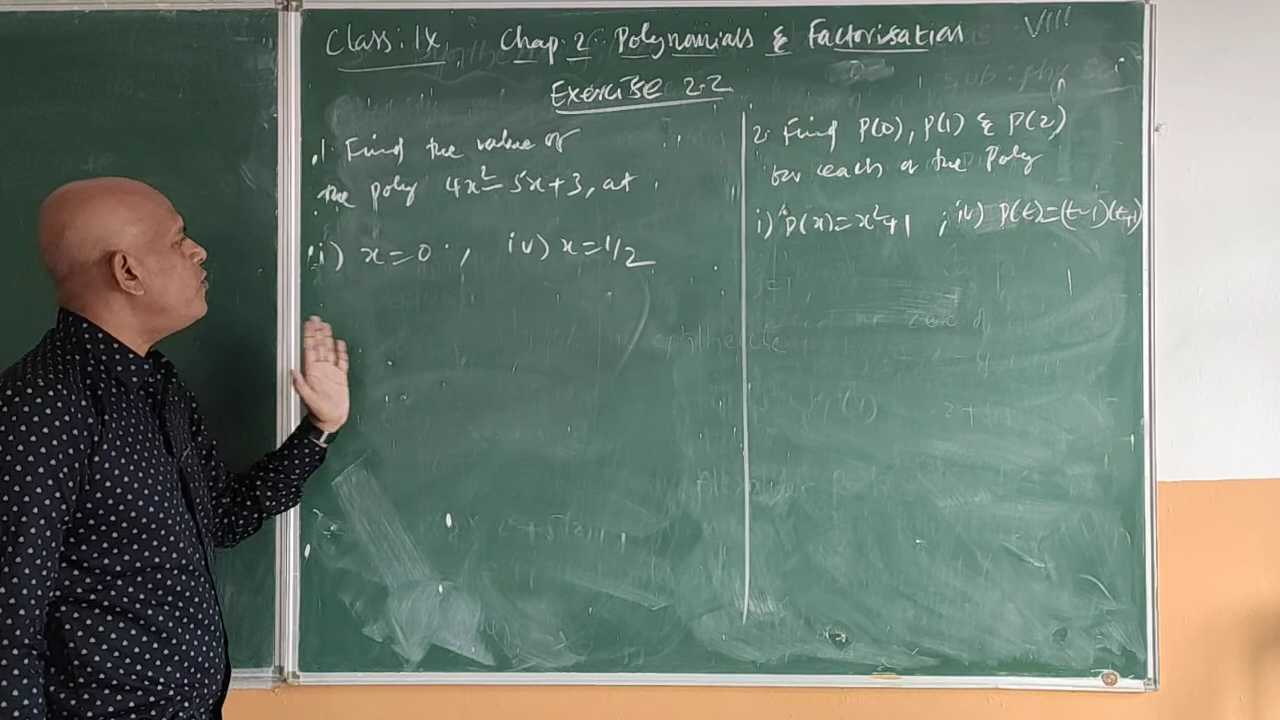 Class: IX Chap. 2. Polynomials & Factorisation VIII
Exercise 2.2
1. Find the value of
the poly 4x²-5x+3, at
i) x=0, iv) x=1/2
2. Find P(0), P(1) & P(2)
for each of the Poly
i) P(x)=x²+1 ; iv) P(t)=(t-1)(t+1)